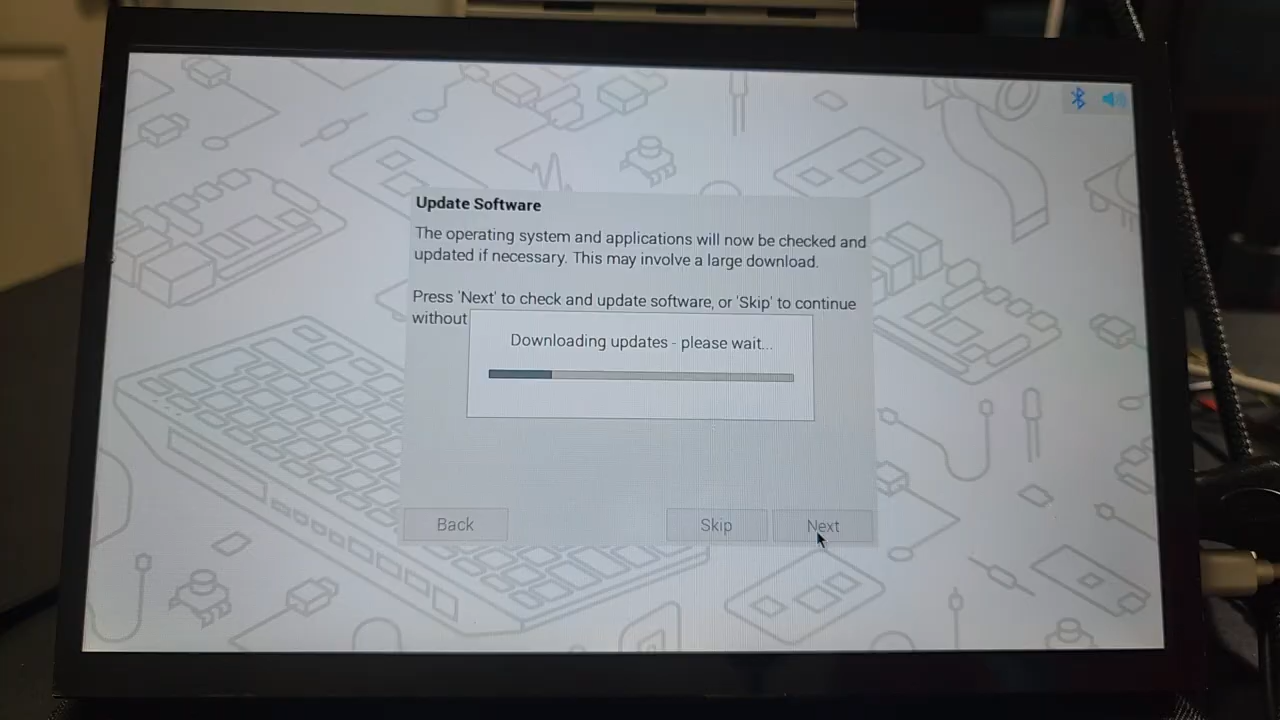 Update Software
The operating system and applications will now be checked and
updated if necessary. This may involve a large download.
Press 'Next' to check and update software, or 'Skip' to continue
without
Downloading updates - please wait...
Back
Skip
Next